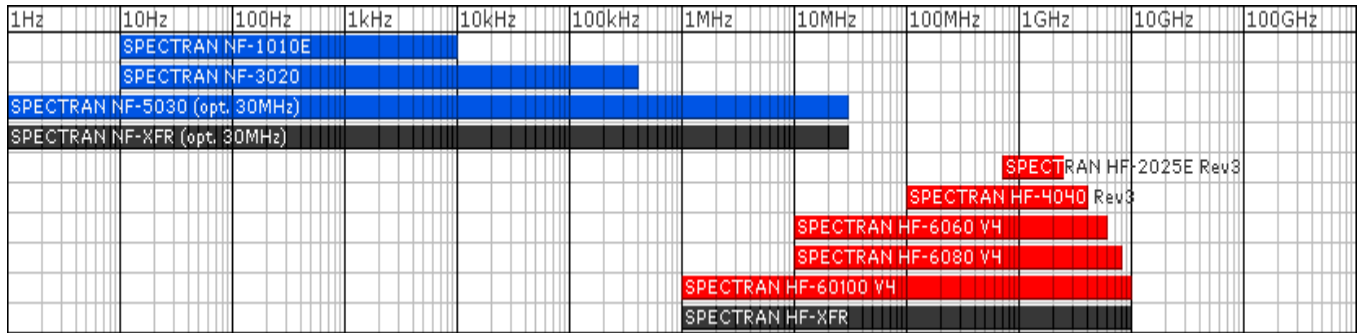 1Hz 10Hz 100Hz 1kHz 10kHz 100kHz 1MHz 10MHz 100MHz 1GHz 10GHz 100GHz
SPECTRAN NF-1010E
SPECTRAN NF-3020
SPECTRAN NF-5030 (opt. 30MHz)
SPECTRAN NF-XFR (opt. 30MHz)
SPECTRAN HF-2025E Rev3
SPECTRAN HF-4040 Rev3
SPECTRAN HF-6060 V4
SPECTRAN HF-6080 V4
SPECTRAN HF-60100 V4
SPECTRAN HF-XFR